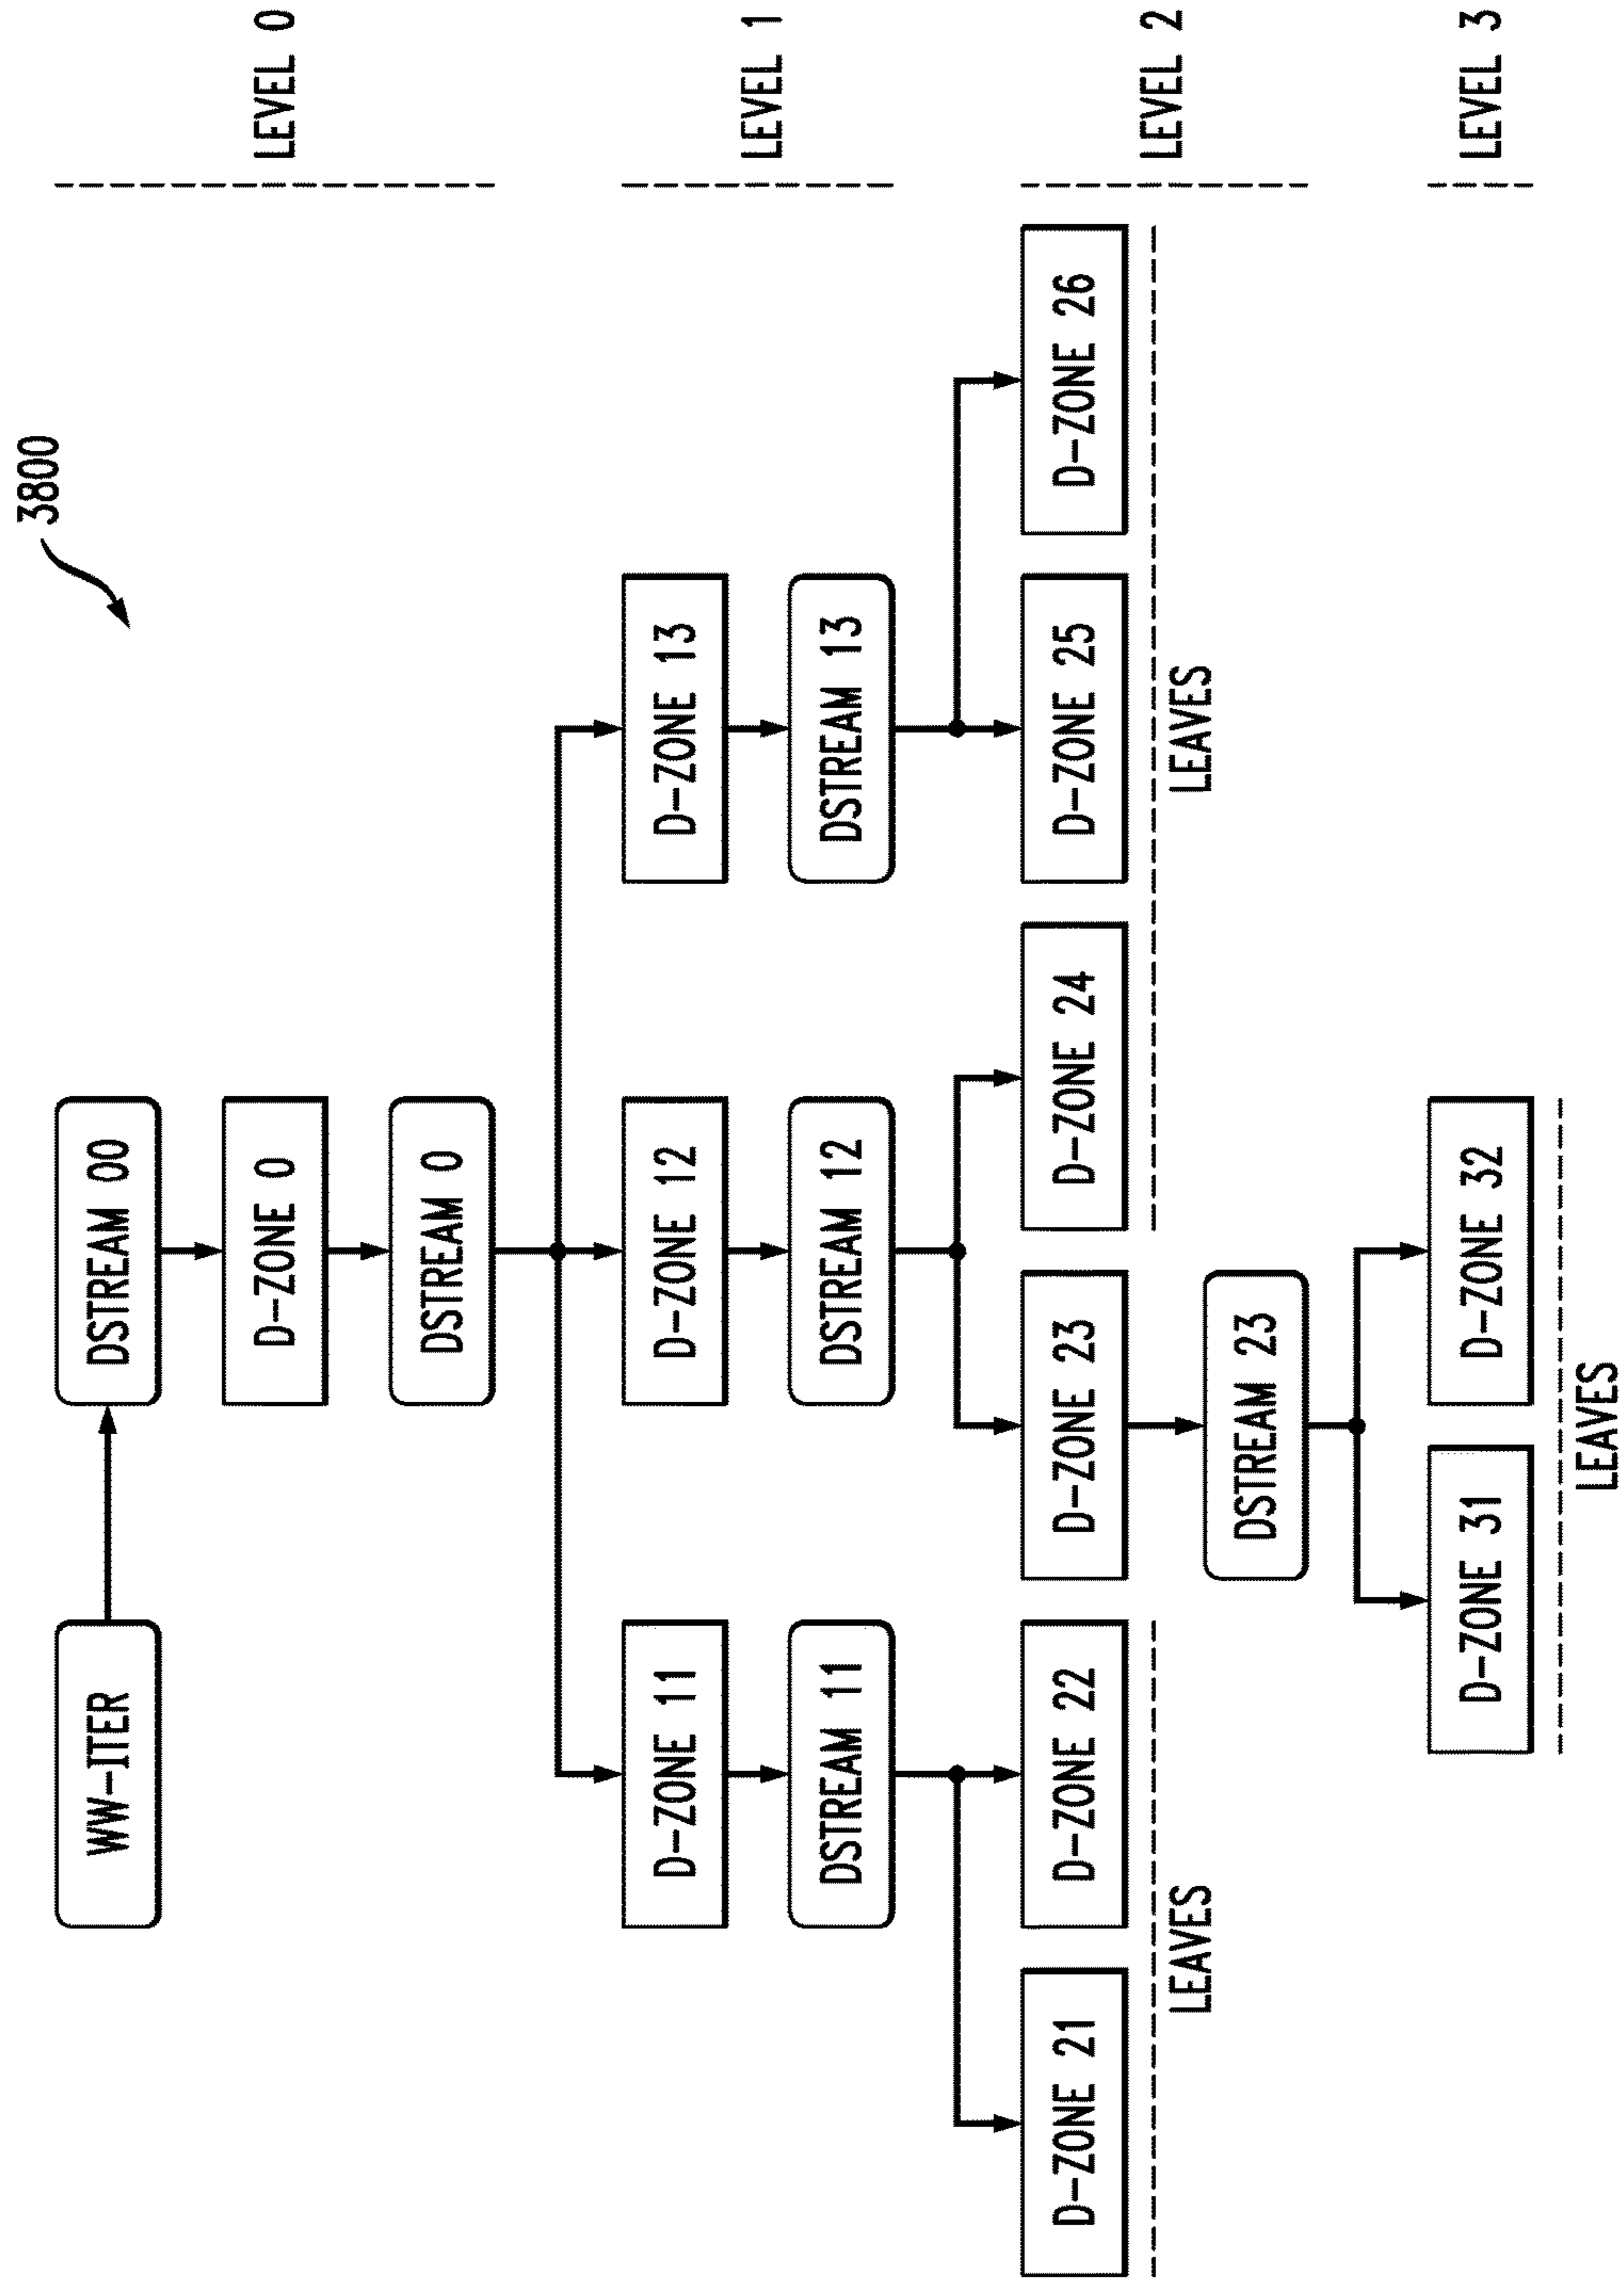 3800
WW-ITER
DSTREAM 00
D-ZONE 0
LEVEL 0
DSTREAM 0
D-ZONE 11
D-ZONE 12
D-ZONE 13
LEVEL 1
DSTREAM 11
DSTREAM 12
DSTREAM 13
D-ZONE 21
D-ZONE 22
D-ZONE 23
D-ZONE 24
D-ZONE 25
D-ZONE 26
LEVEL 2
LEAVES
LEAVES
DSTREAM 23
D-ZONE 31
D-ZONE 32
LEVEL 3
LEAVES